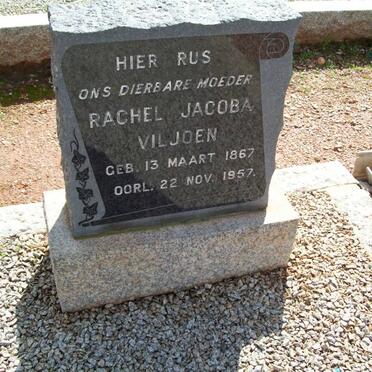 HIER RUS
ONS DIERBARE MOEDER
RACHEL JACOBA
VILJOEN
GEB. 13 MAART 1867
OORL. 22 NOV. 1957.